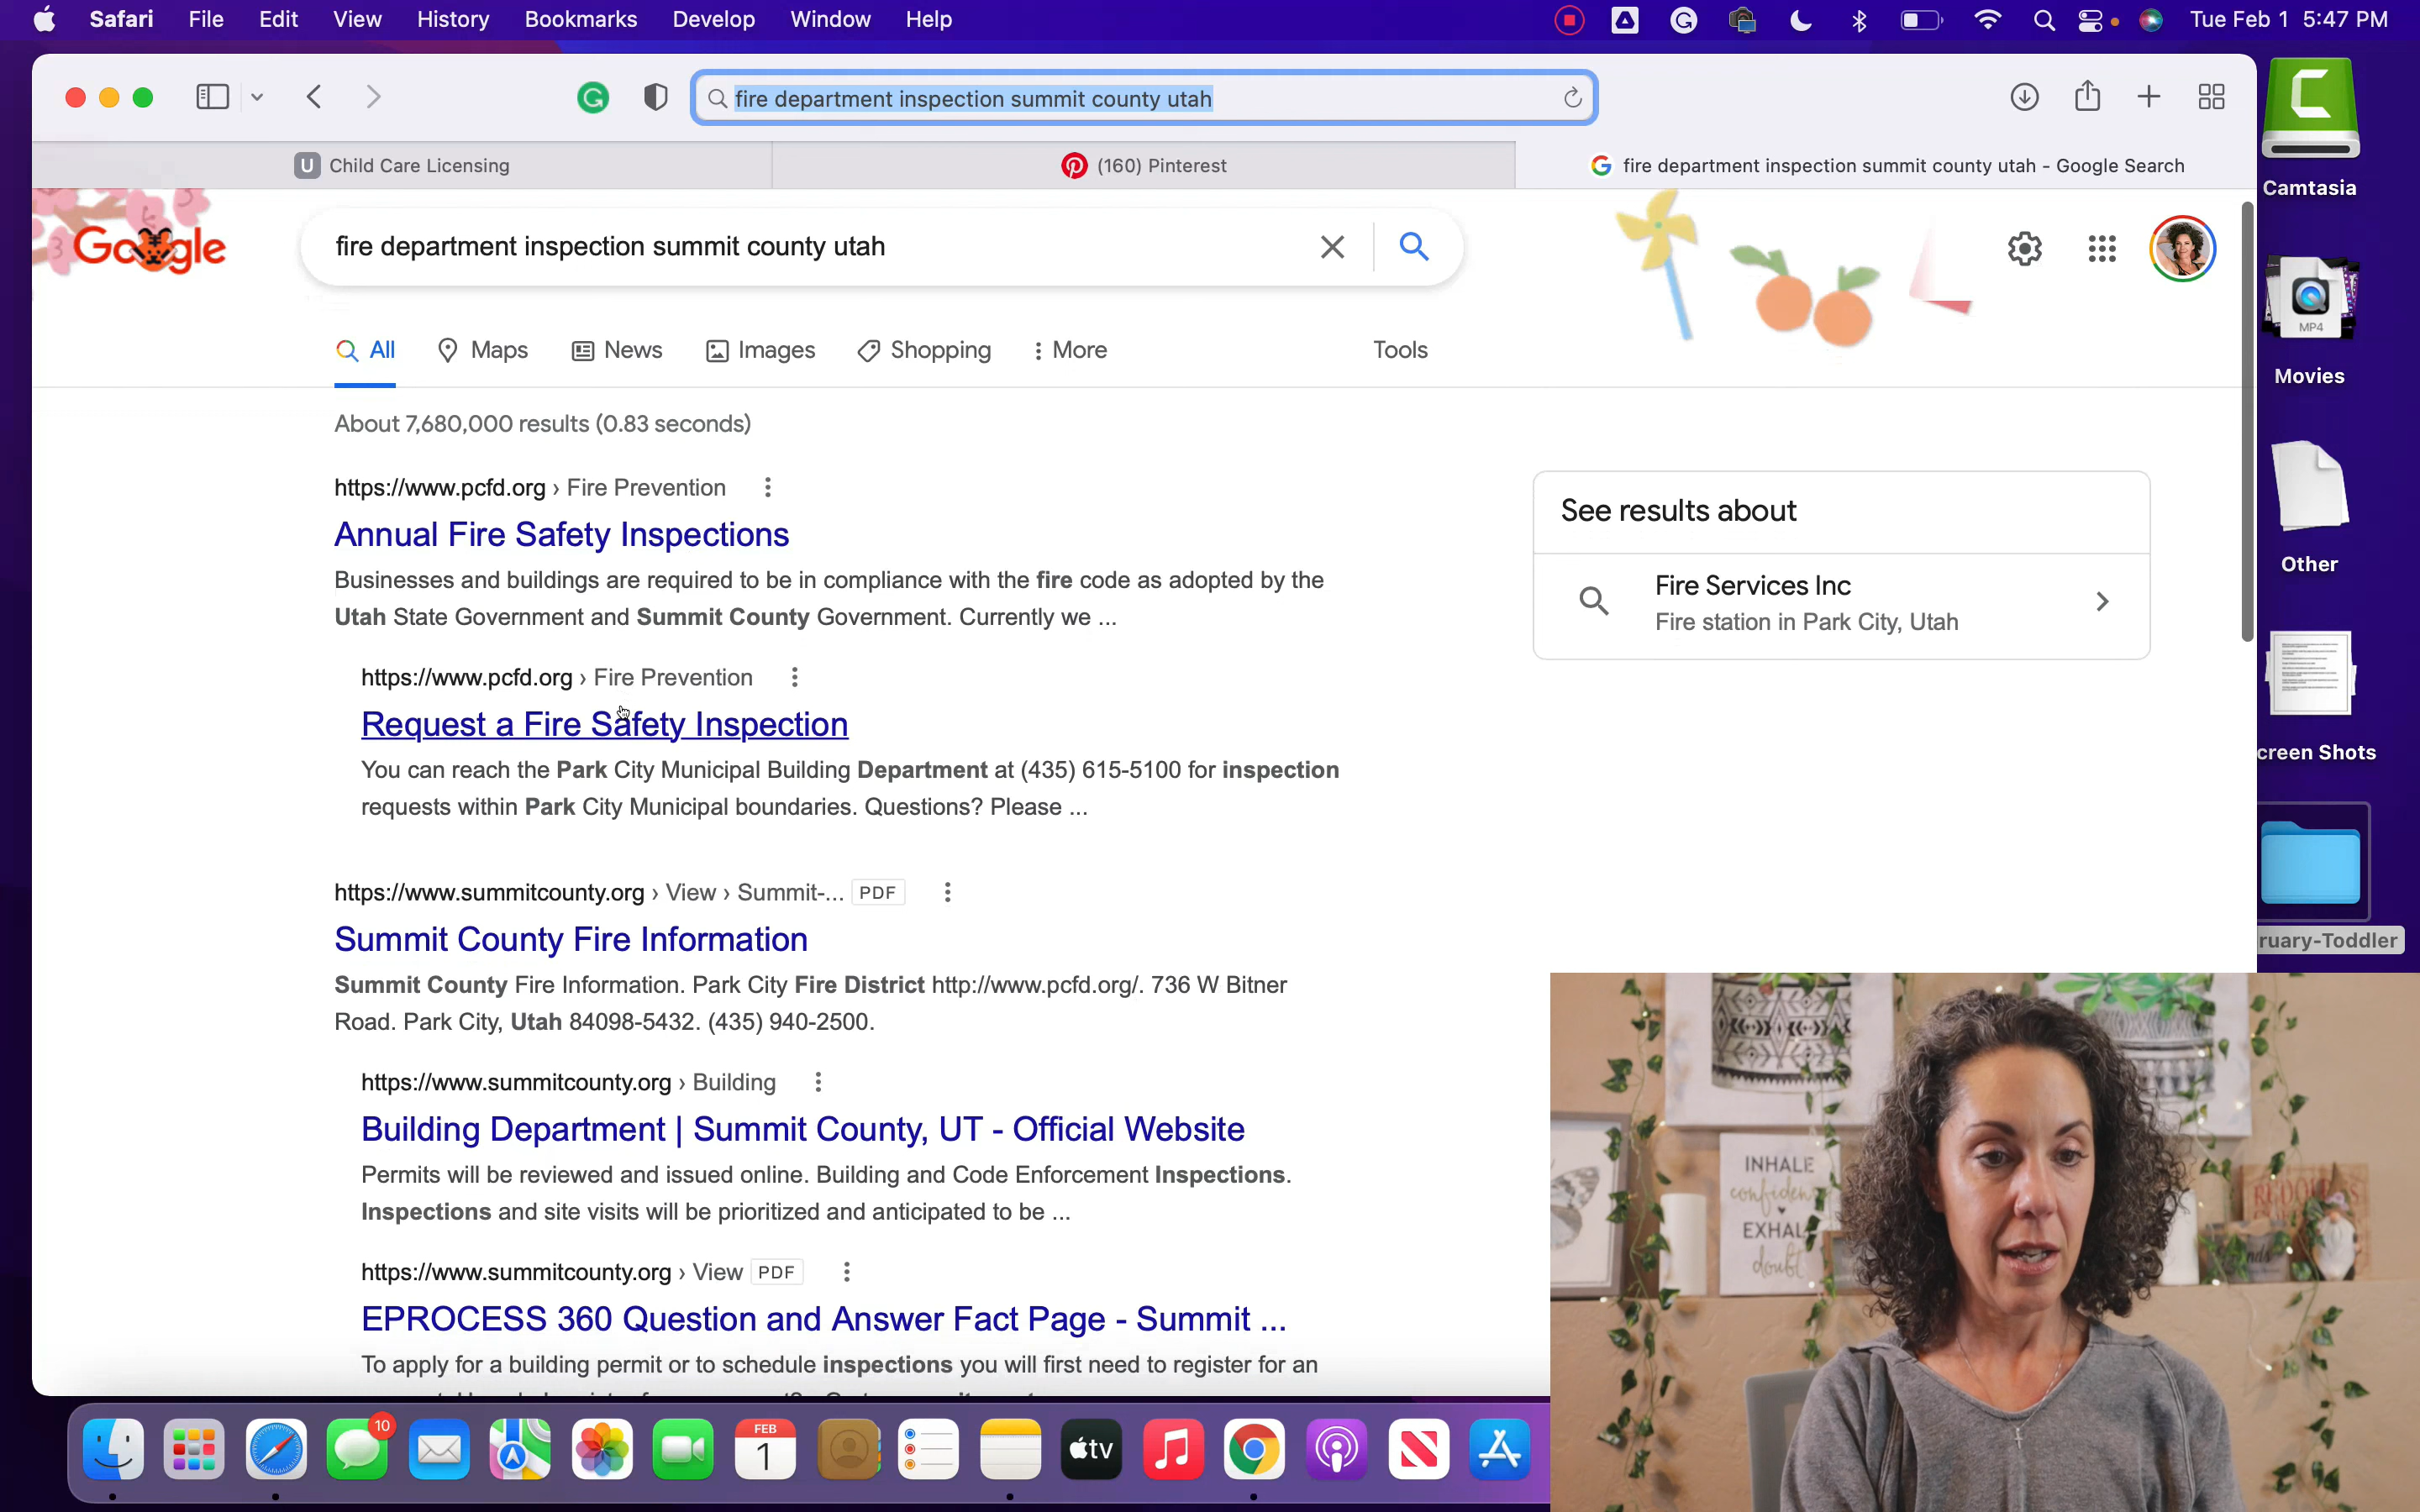 Safari File Edit View History Bookmarks Develop Window Help
Tue Feb 1 5:47 PM
fire department inspection summit county utah
U Child Care Licensing
(160) Pinterest
G fire department inspection summit county utah - Google Search
Google
fire department inspection summit county utah
All Maps News Images Shopping More Tools
About 7,680,000 results (0.83 seconds)
https://www.pcfd.org › Fire Prevention
Annual Fire Safety Inspections
Businesses and buildings are required to be in compliance with the fire code as adopted by the
Utah State Government and Summit County Government. Currently we ...
https://www.pcfd.org › Fire Prevention
Request a Fire Safety Inspection
You can reach the Park City Municipal Building Department at (435) 615-5100 for inspection
requests within Park City Municipal boundaries. Questions? Please ...
https://www.summitcounty.org › View › Summit-... PDF
Summit County Fire Information
Summit County Fire Information. Park City Fire District http://www.pcfd.org/. 736 W Bitner
Road. Park City, Utah 84098-5432. (435) 940-2500.
https://www.summitcounty.org › Building
Building Department | Summit County, UT - Official Website
Permits will be reviewed and issued online. Building and Code Enforcement Inspections.
Inspections and site visits will be prioritized and anticipated to be ...
https://www.summitcounty.org › View PDF
EPROCESS 360 Question and Answer Fact Page - Summit ...
To apply for a building permit or to schedule inspections you will first need to register for an
See results about
Fire Services Inc
Fire station in Park City, Utah
Camtasia
MP4
Movies
Other
creen Shots
ruary-Toddler
INHALE
confiden
EXHAL
doubt
10
FEB
1
tv